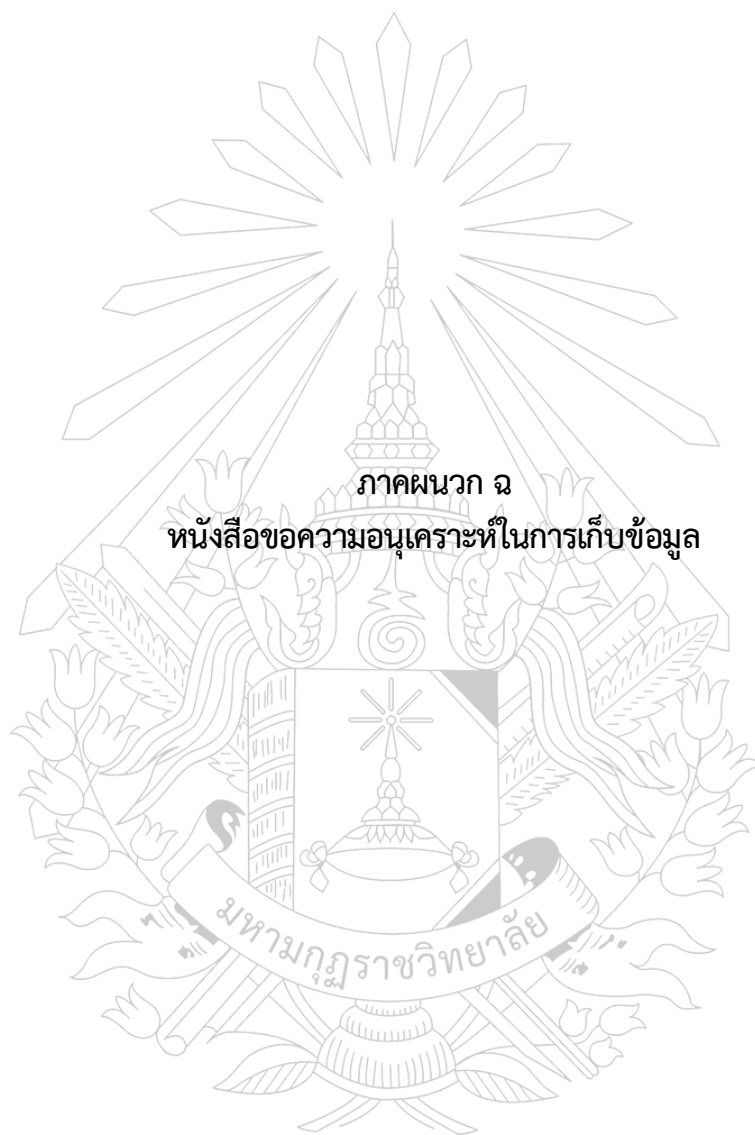 ภาคผนวก ฉ
หนังสือขอความอนุเคราะห์ในการเก็บข้อมูล
มหามกุฏราชวิทยาลัย